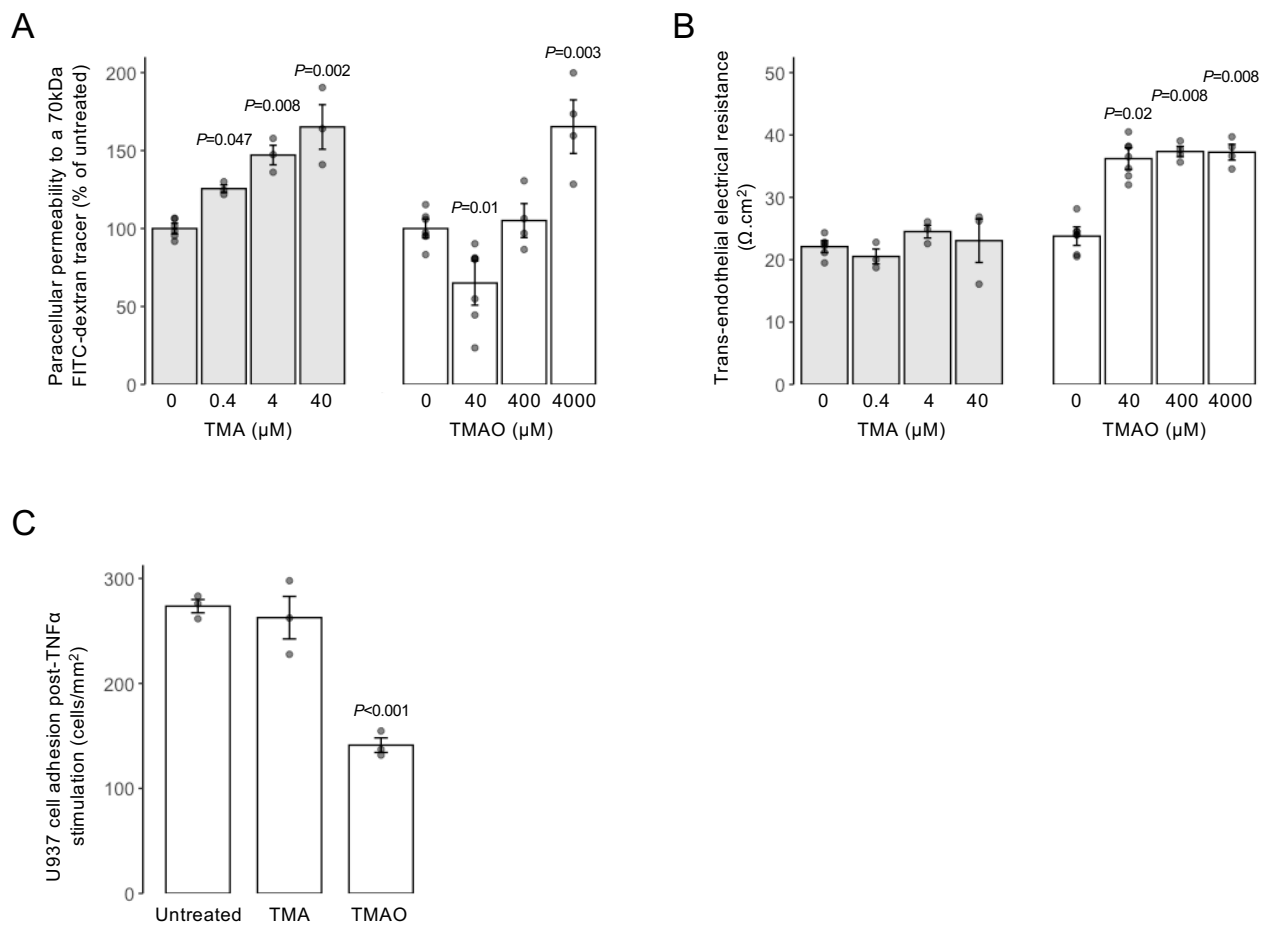 A
Paracellular permeability to a 70kDa
FITC-dextran tracer (% of untreated)
200
150
100
50
0
P=0.047
P=0.008
P=0.002
P=0.01
P=0.003
0 0.4 4 40
TMA (µM)
0 40 400 4000
TMAO (µM)
B
Trans-endothelial electrical resistance
(Ω.cm²)
50
40
30
20
10
0
P=0.02
P=0.008
P=0.008
0 0.4 4 40
TMA (µM)
0 40 400 4000
TMAO (µM)
C
U937 cell adhesion post-TNFα
stimulation (cells/mm²)
300
200
100
0
P<0.001
Untreated TMA TMAO